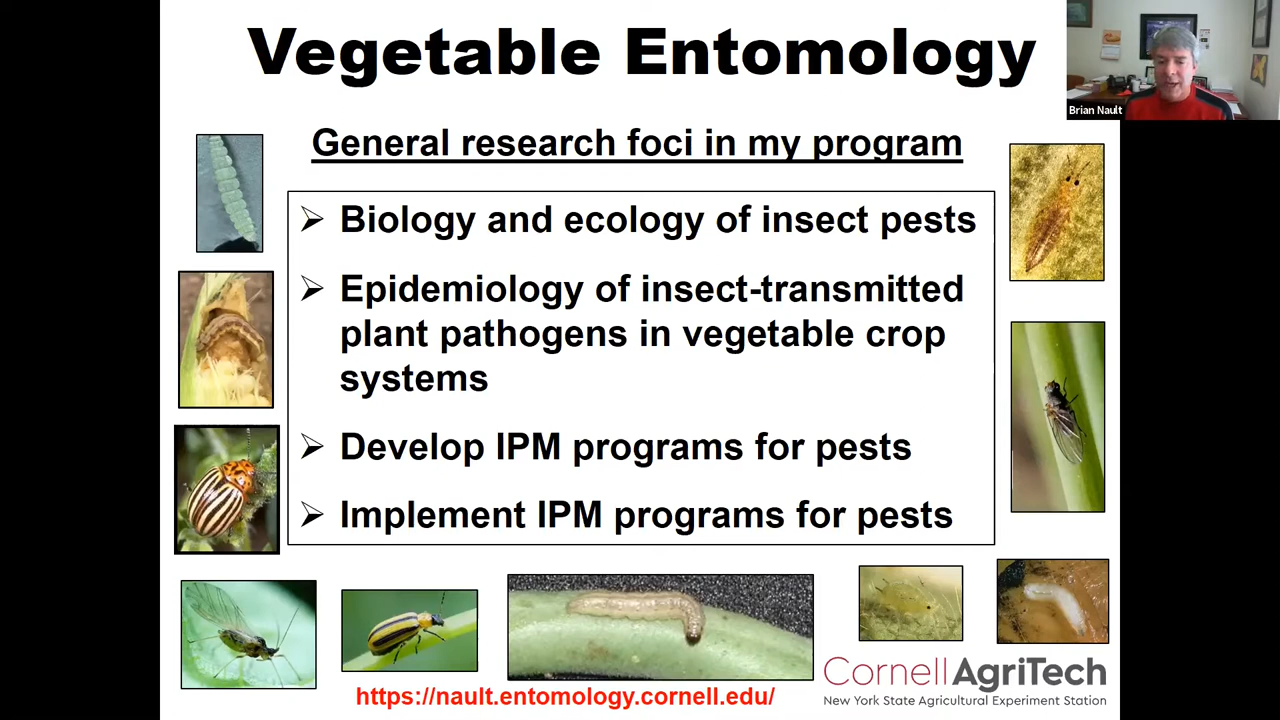 Vegetable Entomology
Brian Nault
General research foci in my program
➢ Biology and ecology of insect pests
➢ Epidemiology of insect-transmitted
plant pathogens in vegetable crop
systems
➢ Develop IPM programs for pests
➢ Implement IPM programs for pests
https://nault.entomology.cornell.edu/
Cornell AgriTech
New York State Agricultural Experiment Station